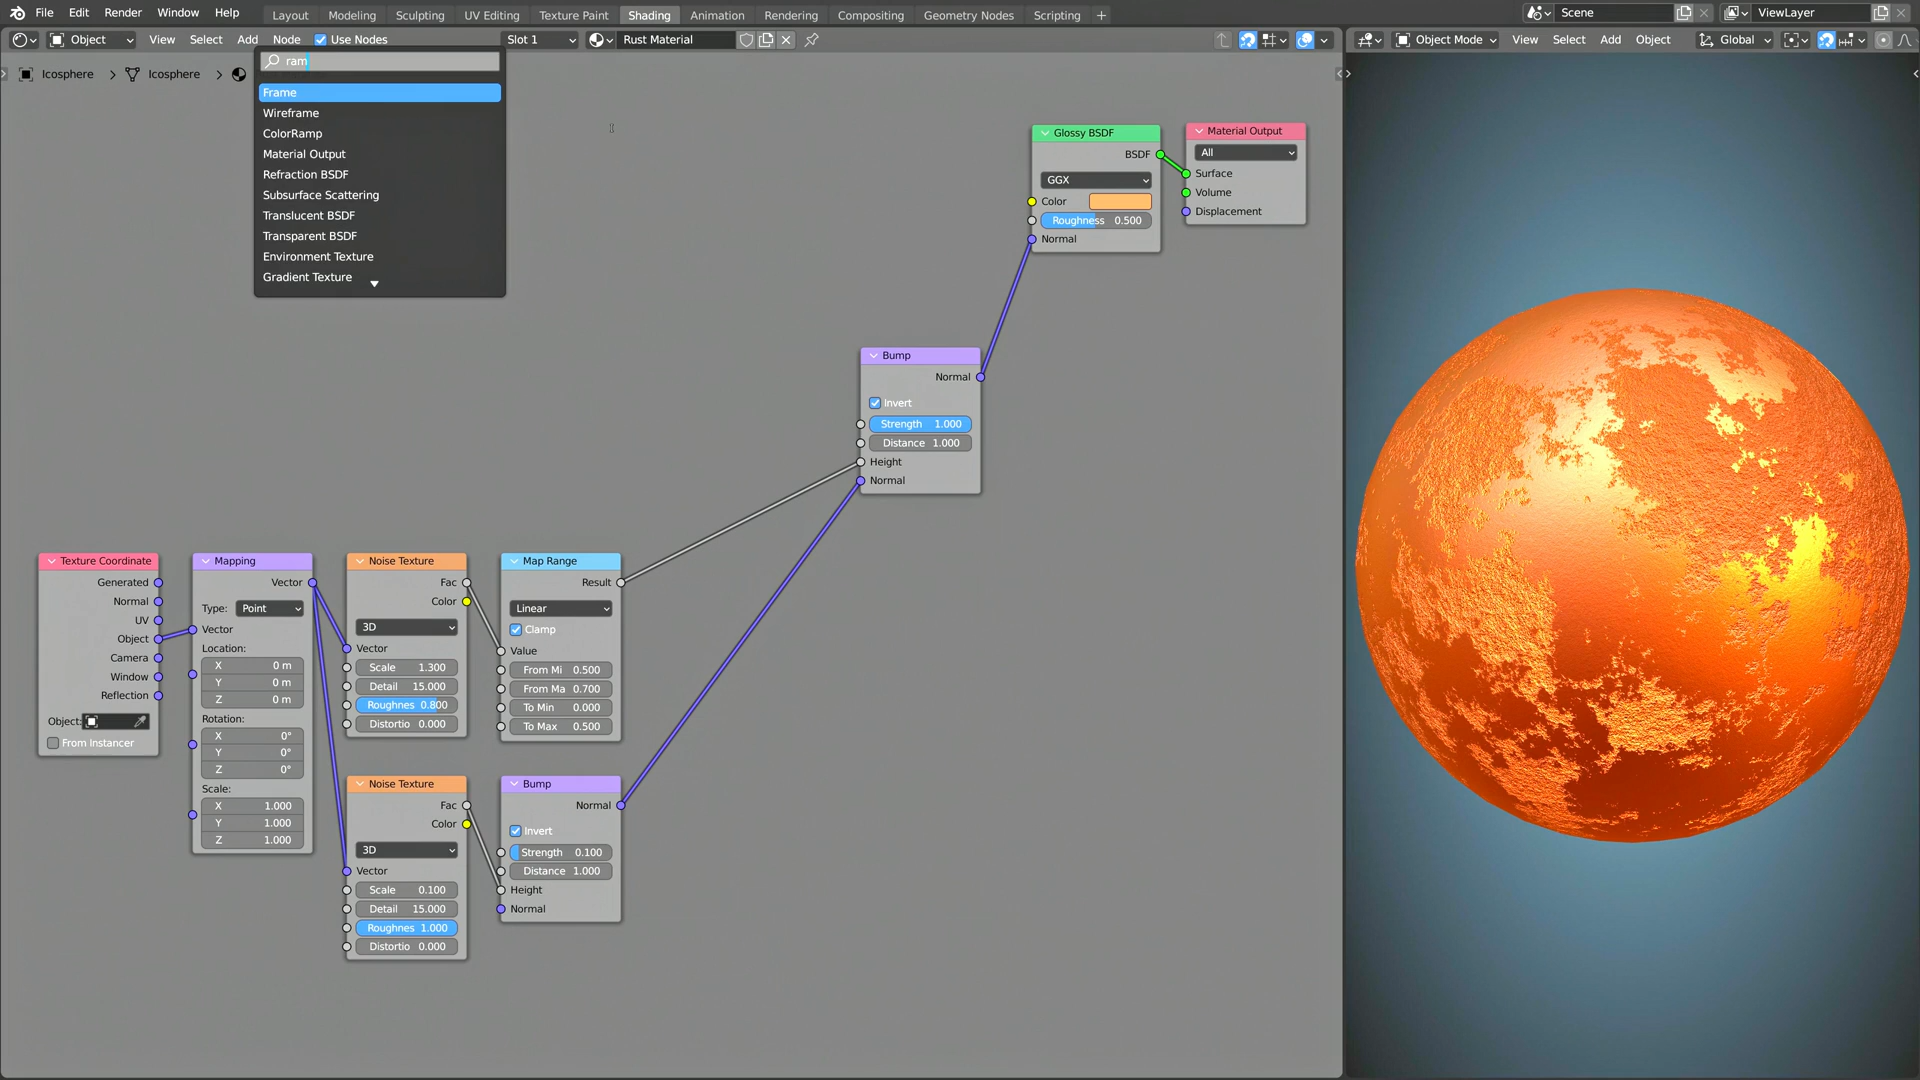 File Edit Render Window Help
Layout Modeling Sculpting UV Editing Texture Paint Shading Animation Rendering Compositing Geometry Nodes Scripting +
Scene
ViewLayer
Object View Select Add Node Use Nodes
Slot 1
Rust Material
Object Mode View Select Add Object Global
Icosphere > Icosphere >
ram
Frame
Wireframe
ColorRamp
Material Output
Refraction BSDF
Subsurface Scattering
Translucent BSDF
Transparent BSDF
Environment Texture
Gradient Texture
Glossy BSDF
BSDF
GGX
Color
Roughness 0.500
Normal
Material Output
All
Surface
Volume
Displacement
Bump
Normal
Invert
Strength 1.000
Distance 1.000
Height
Normal
Texture Coordinate
Generated
Normal
UV
Object
Camera
Window
Reflection
Object:
From Instancer
Mapping
Vector
Type: Point
Vector
Location:
X 0 m
Y 0 m
Z 0 m
Rotation:
X 0°
Y 0°
Z 0°
Scale:
X 1.000
Y 1.000
Z 1.000
Noise Texture
Fac
Color
3D
Vector
Scale 1.300
Detail 15.000
Roughnes 0.800
Distortio 0.000
Map Range
Result
Linear
Clamp
Value
From Mi 0.500
From Ma 0.700
To Min 0.000
To Max 0.500
Noise Texture
Fac
Color
3D
Vector
Scale 0.100
Detail 15.000
Roughnes 1.000
Distortio 0.000
Bump
Normal
Invert
Strength 0.100
Distance 1.000
Height
Normal